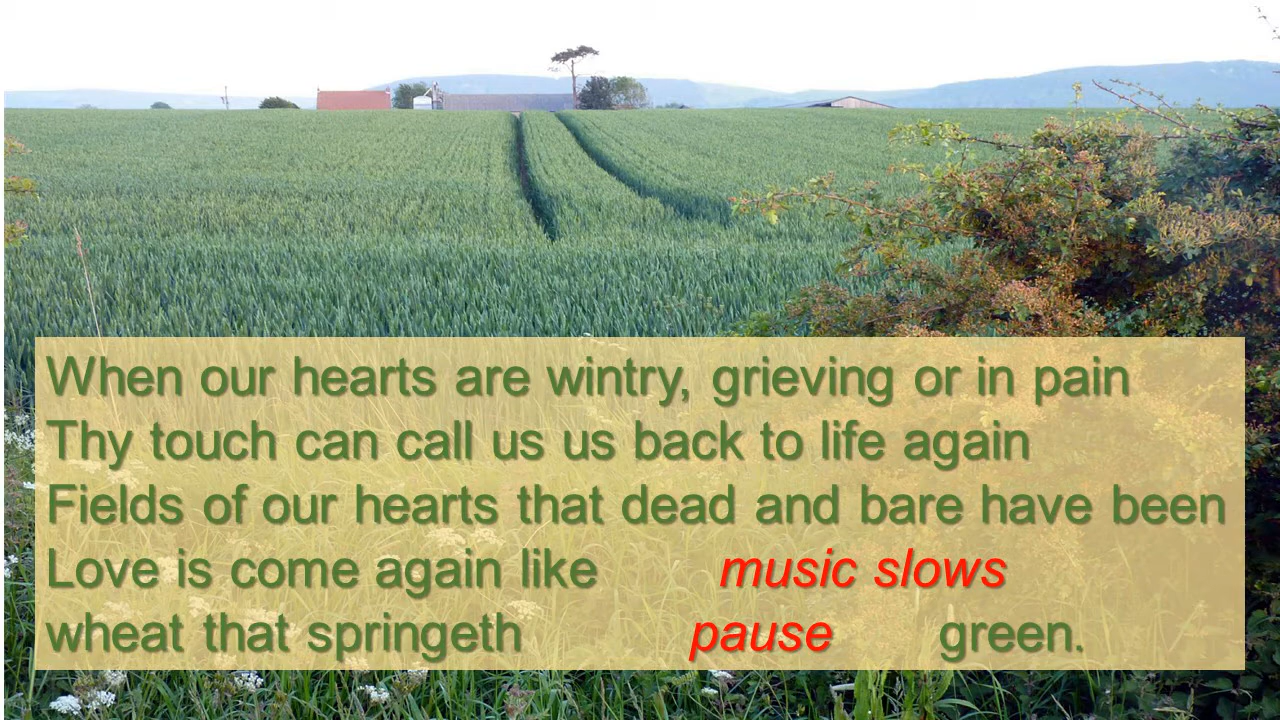 When our hearts are wintry, grieving or in pain
Thy touch can call us us back to life again
Fields of our hearts that dead and bare have been
Love is come again like music slows
wheat that springeth pause green.